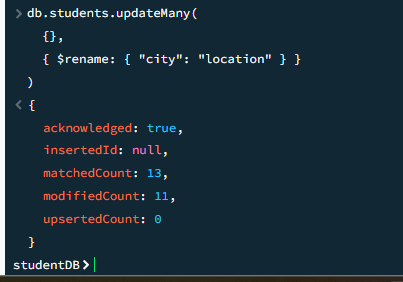 > db.students.updateMany(
{},
{ $rename: { "city": "location" } }
)
< {
acknowledged: true,
insertedId: null,
matchedCount: 13,
modifiedCount: 11,
upsertedCount: 0
}
studentDB>